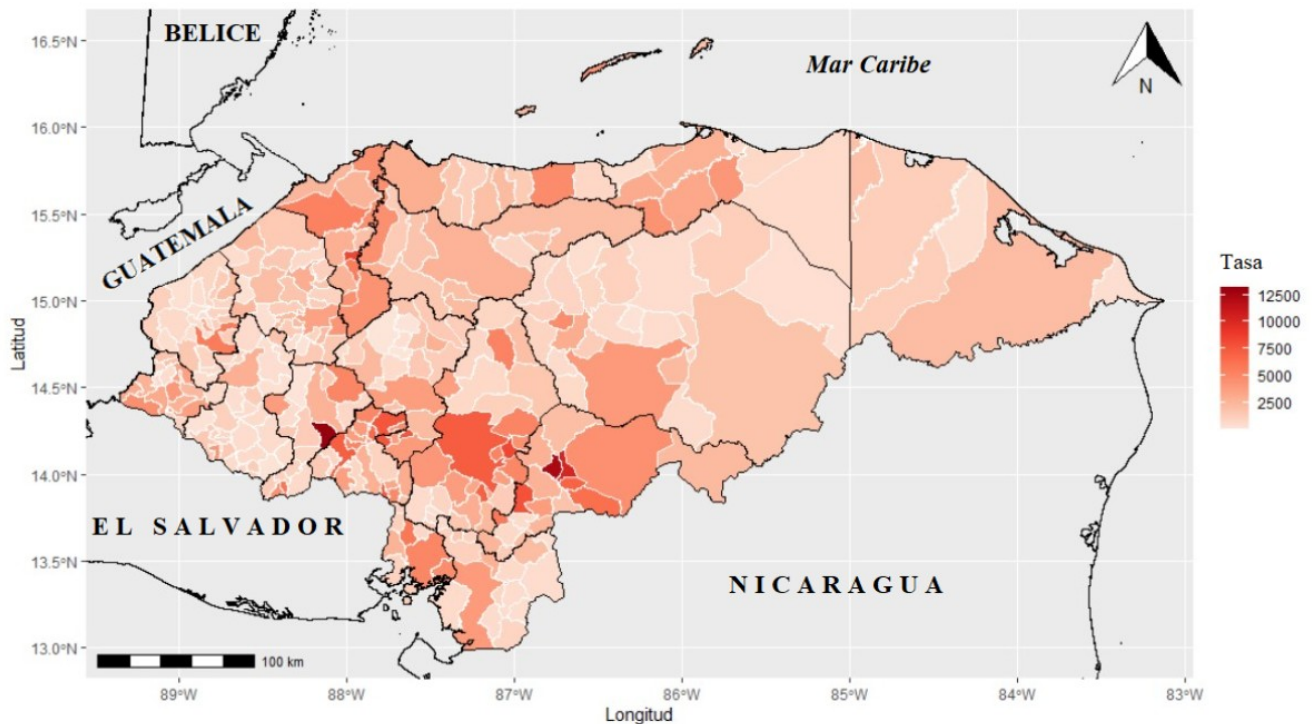 BELICE
Mar Caribe
N
GUATEMALA
EL SALVADOR
NICARAGUA
100 km
16.5°N
16.0°N
15.5°N
15.0°N
14.5°N
14.0°N
13.5°N
13.0°N
Latitud
89°W 88°W 87°W 86°W 85°W 84°W 83°W
Longitud
Tasa
12500
10000
7500
5000
2500